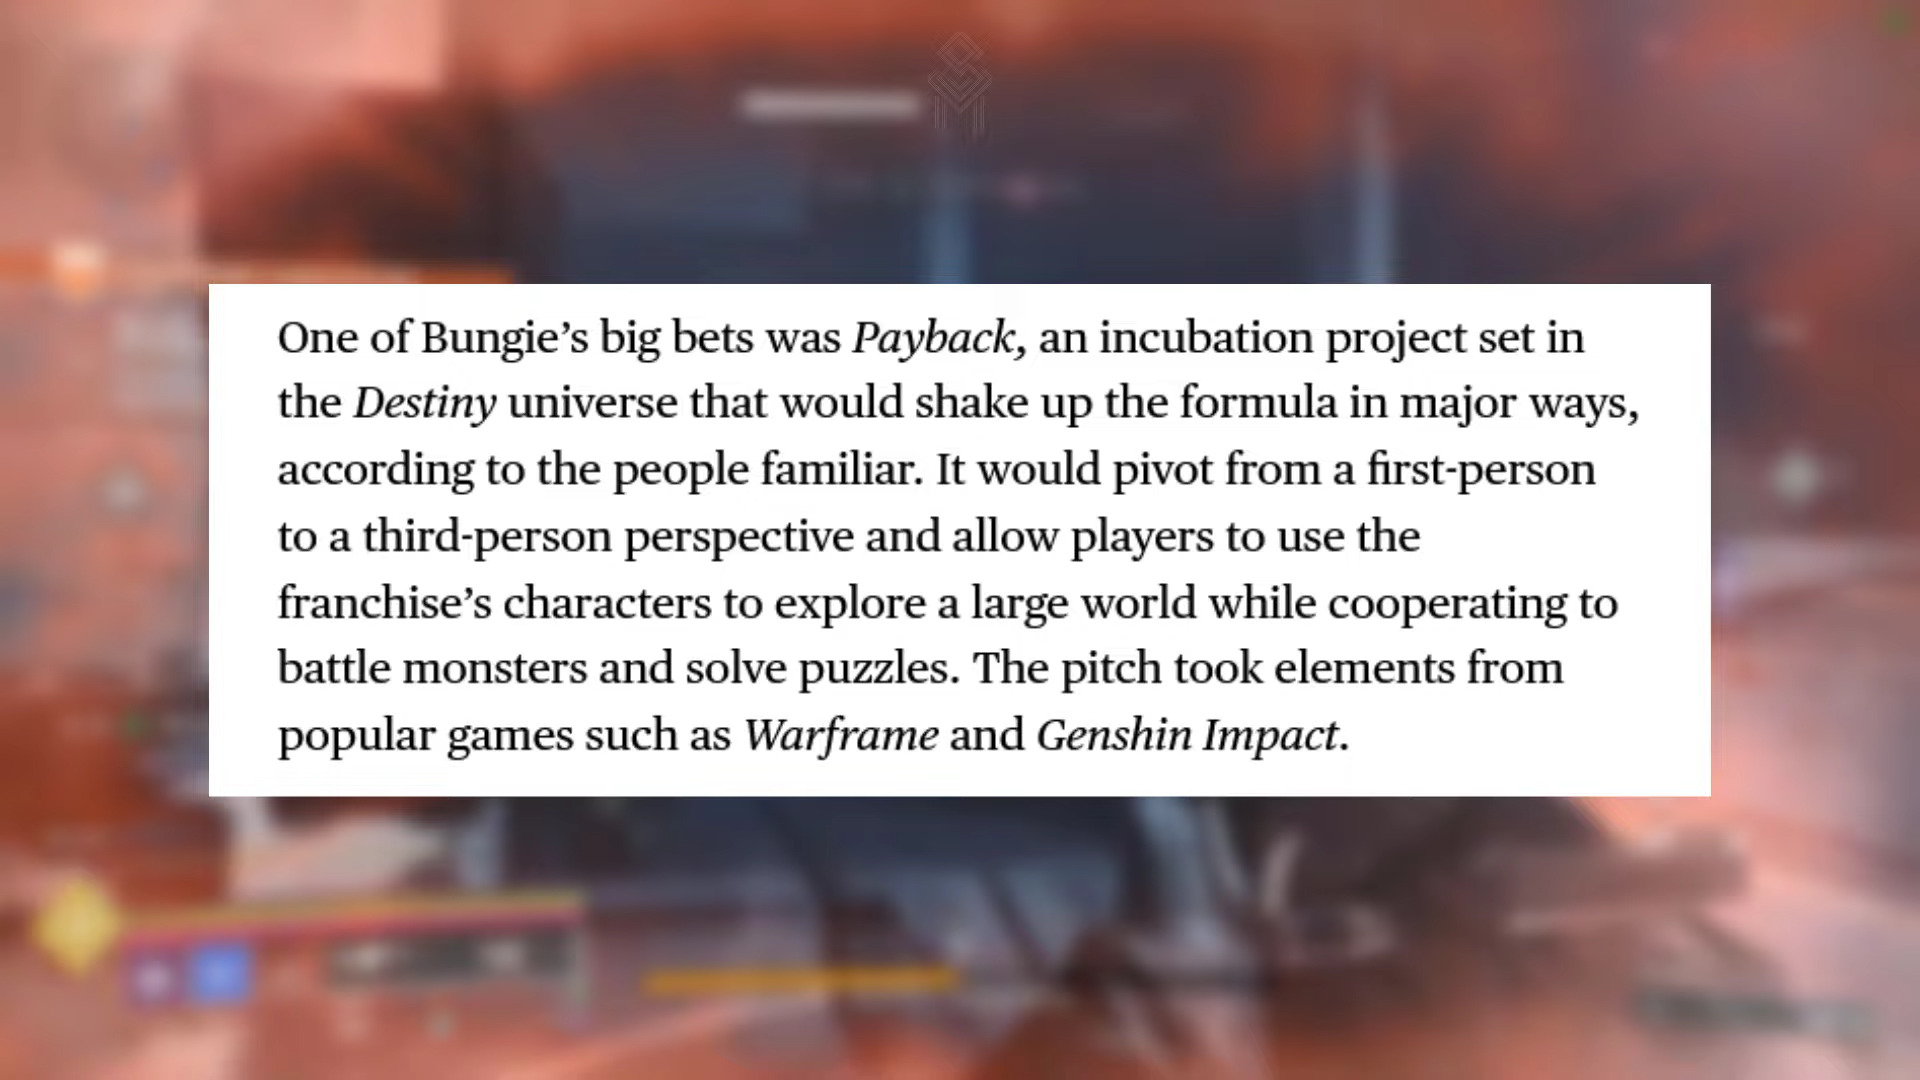 One of Bungie’s big bets was Payback, an incubation project set in
the Destiny universe that would shake up the formula in major ways,
according to the people familiar. It would pivot from a first-person
to a third-person perspective and allow players to use the
franchise’s characters to explore a large world while cooperating to
battle monsters and solve puzzles. The pitch took elements from
popular games such as Warframe and Genshin Impact.